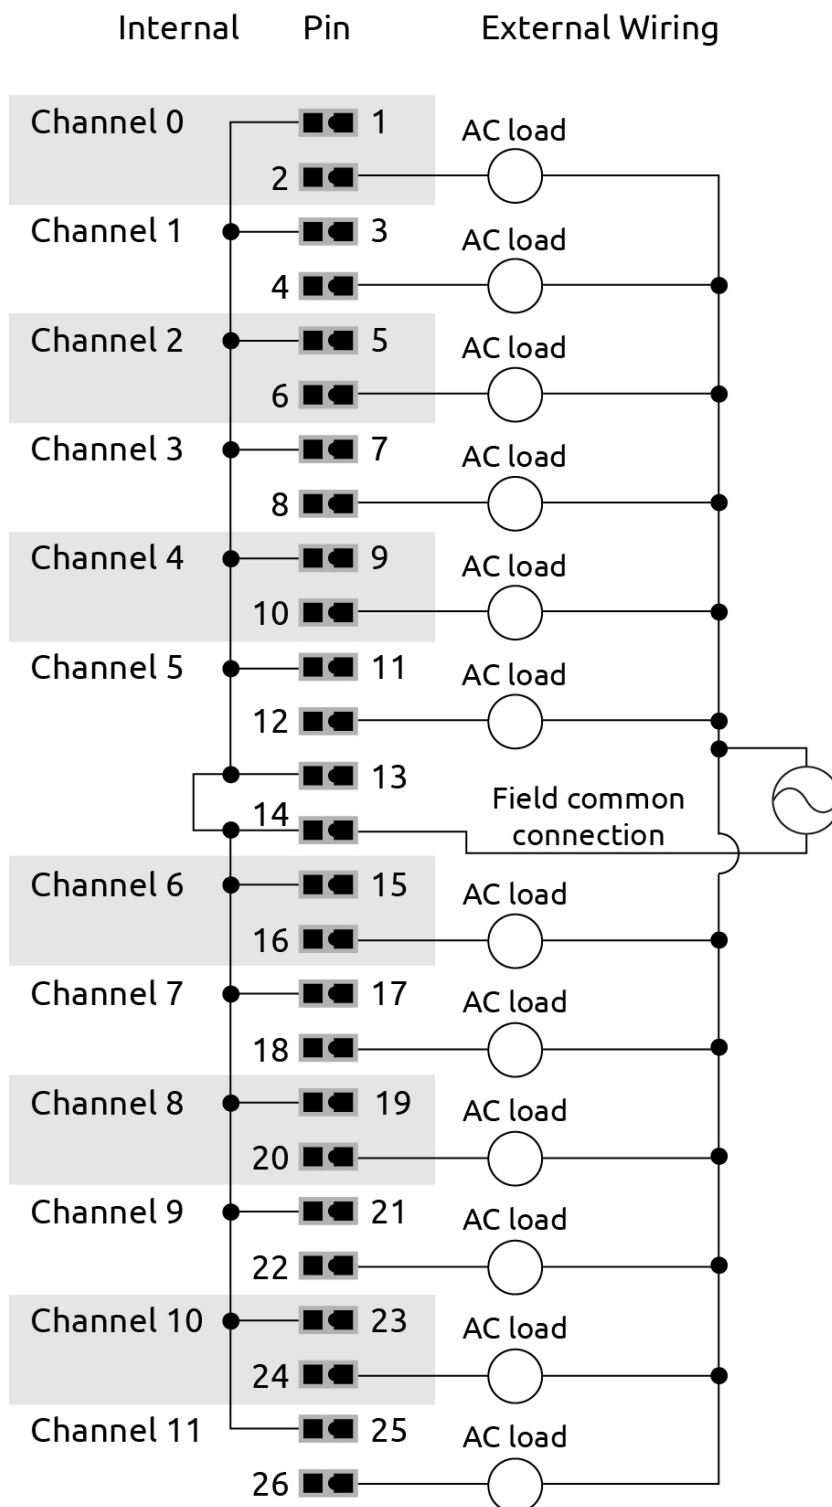 Internal Pin External Wiring
Channel 0 1
AC load
2
Channel 1 3
AC load
4
Channel 2 5
AC load
6
Channel 3 7
AC load
8
Channel 4 9
AC load
10
Channel 5 11
AC load
12
13
14
Field common
connection
Channel 6 15
AC load
16
Channel 7 17
AC load
18
Channel 8 19
AC load
20
Channel 9 21
AC load
22
Channel 10 23
AC load
24
Channel 11 25
AC load
26